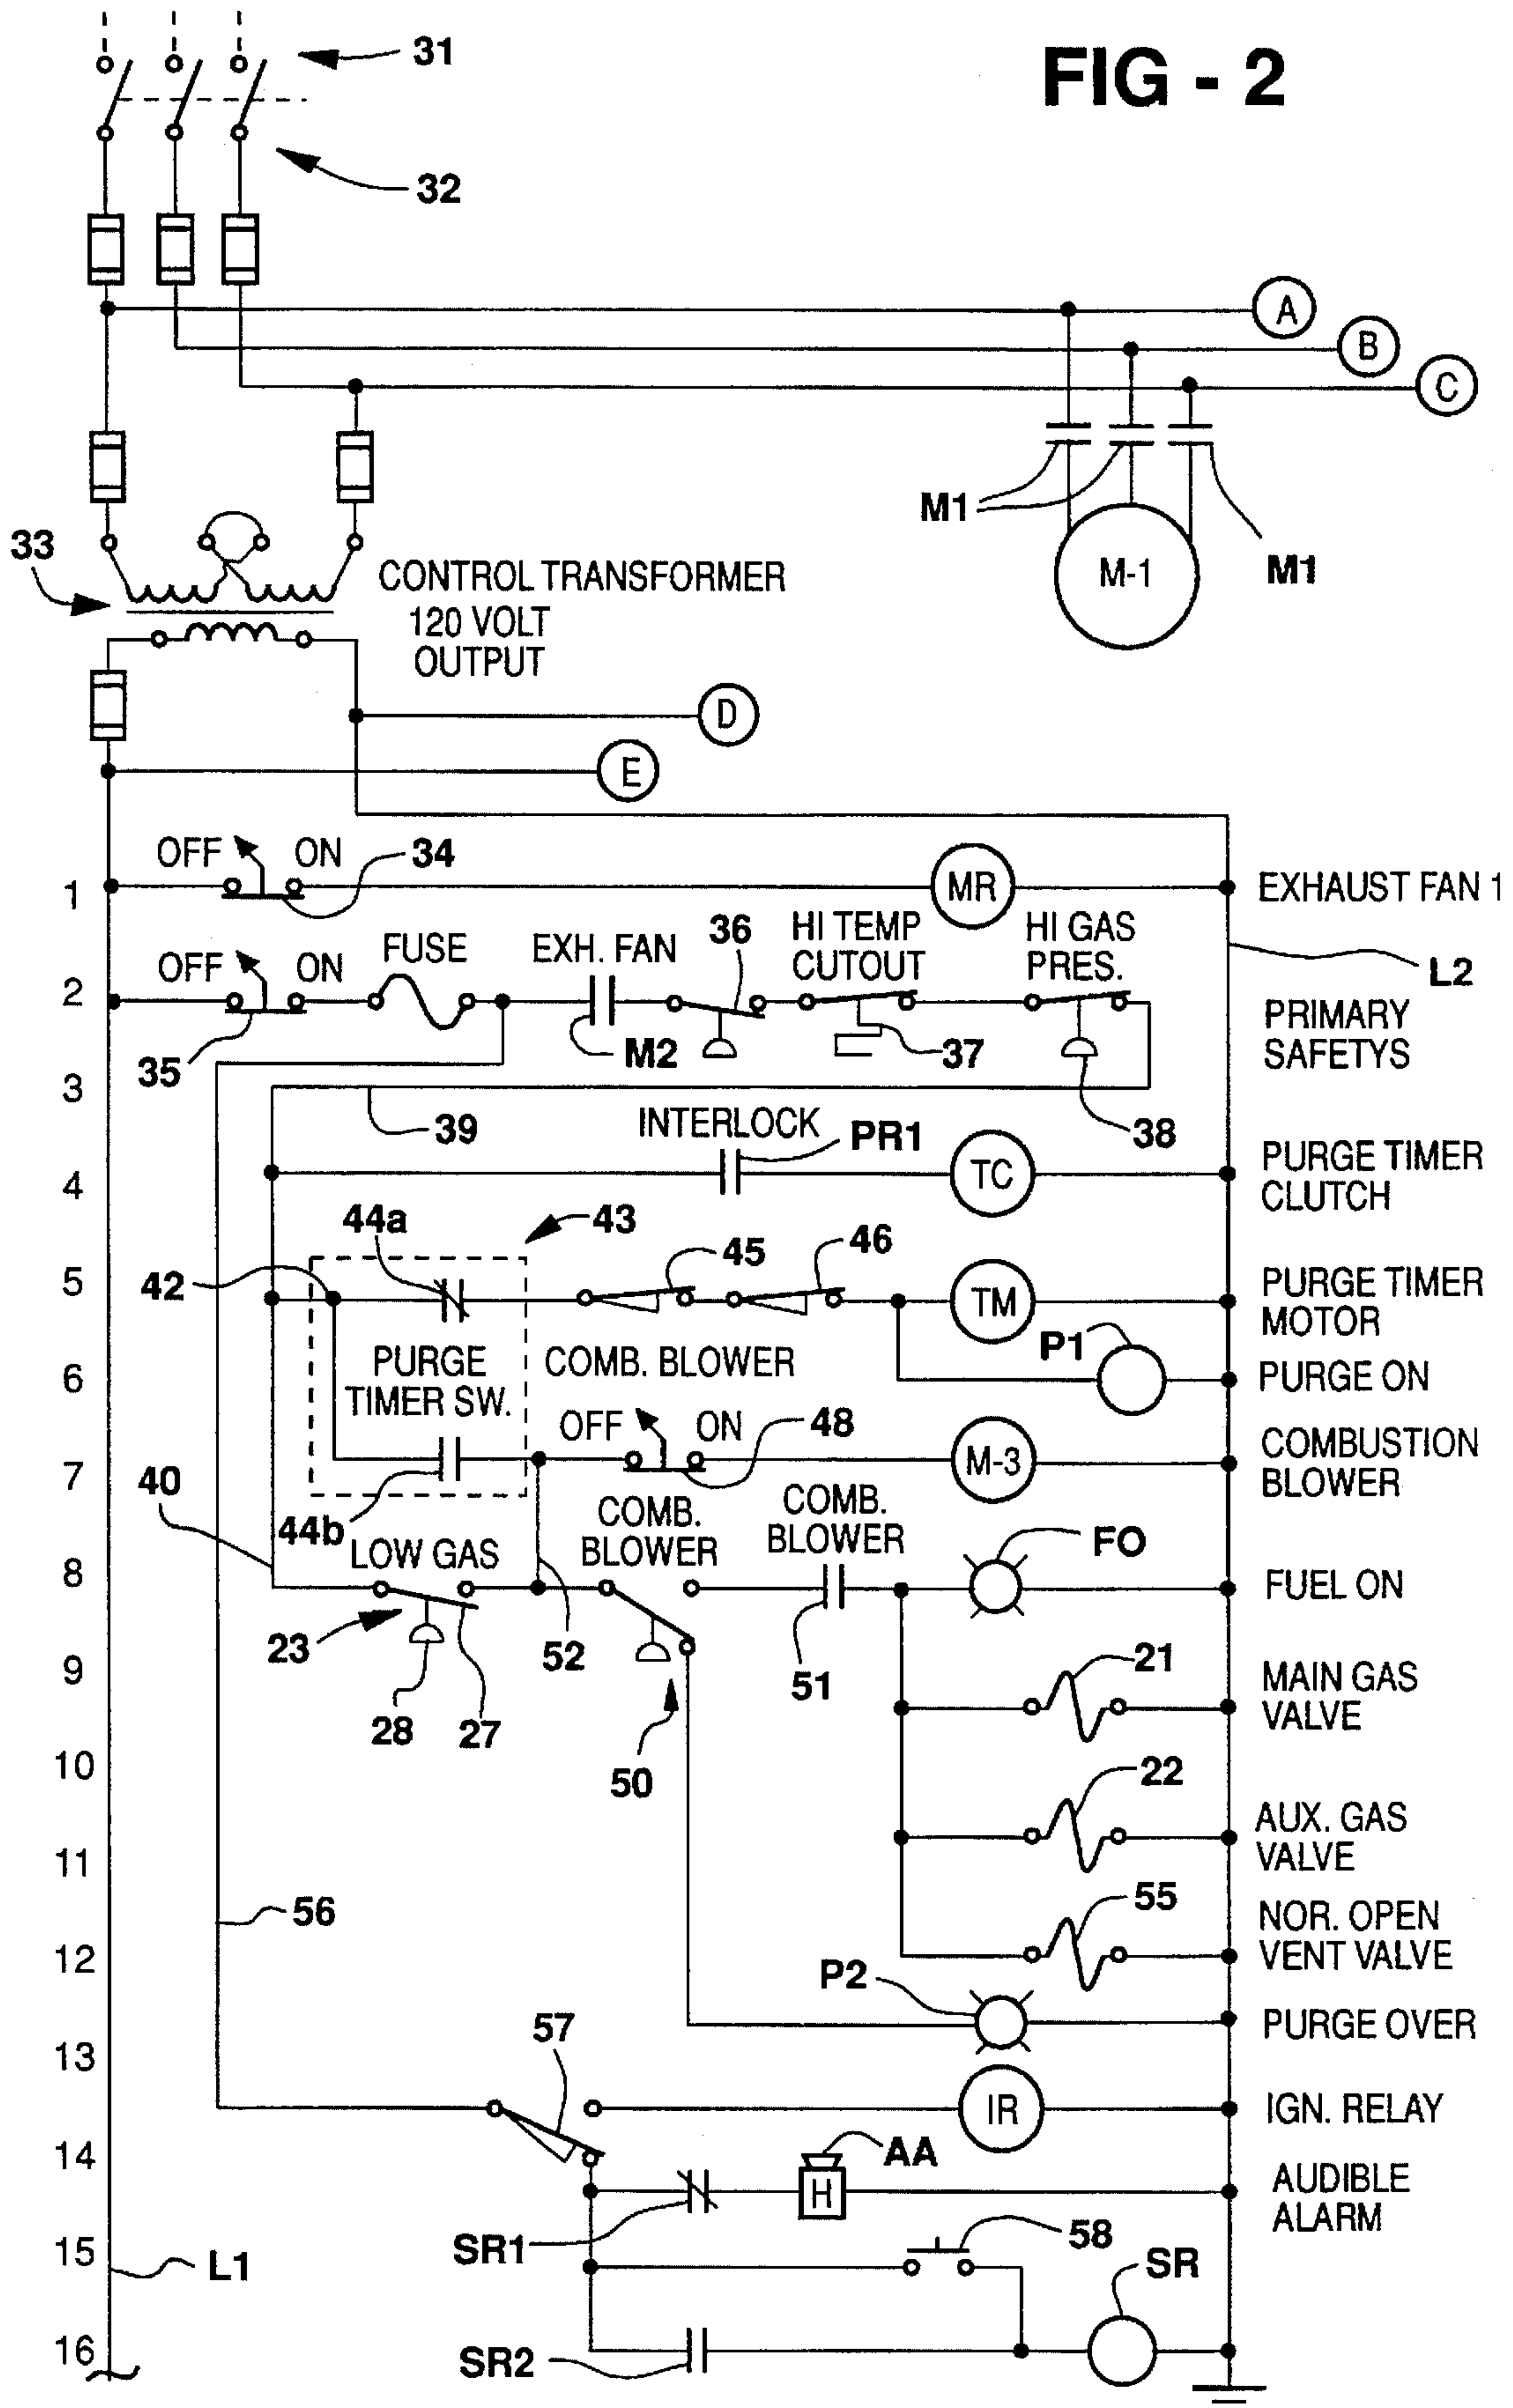 FIG - 2
31
32
A
B
C
M1
M-1
M1
33
CONTROL TRANSFORMER
120 VOLT
OUTPUT
D
E
OFF ON 34
1
MR
EXHAUST FAN 1
L2
OFF ON
FUSE
EXH. FAN
36
HI TEMP
CUTOUT
HI GAS
PRES.
2
35
M2
37
38
PRIMARY
SAFETYS
3
39
INTERLOCK
PR1
4
TC
PURGE TIMER
CLUTCH
44a
43
45
46
5
42
TM
PURGE TIMER
MOTOR
P1
6
PURGE
TIMER SW.
COMB. BLOWER
PURGE ON
OFF ON 48
7
M-3
COMBUSTION
BLOWER
40
44b
LOW GAS
COMB.
BLOWER
COMB.
BLOWER
FO
8
FUEL ON
23
28
27
52
50
51
9
21
MAIN GAS
VALVE
10
22
AUX. GAS
VALVE
11
56
55
NOR. OPEN
VENT VALVE
12
P2
PURGE OVER
13
57
IR
IGN. RELAY
14
AA
H
AUDIBLE
ALARM
SR1
15
58
L1
SR
16
SR2